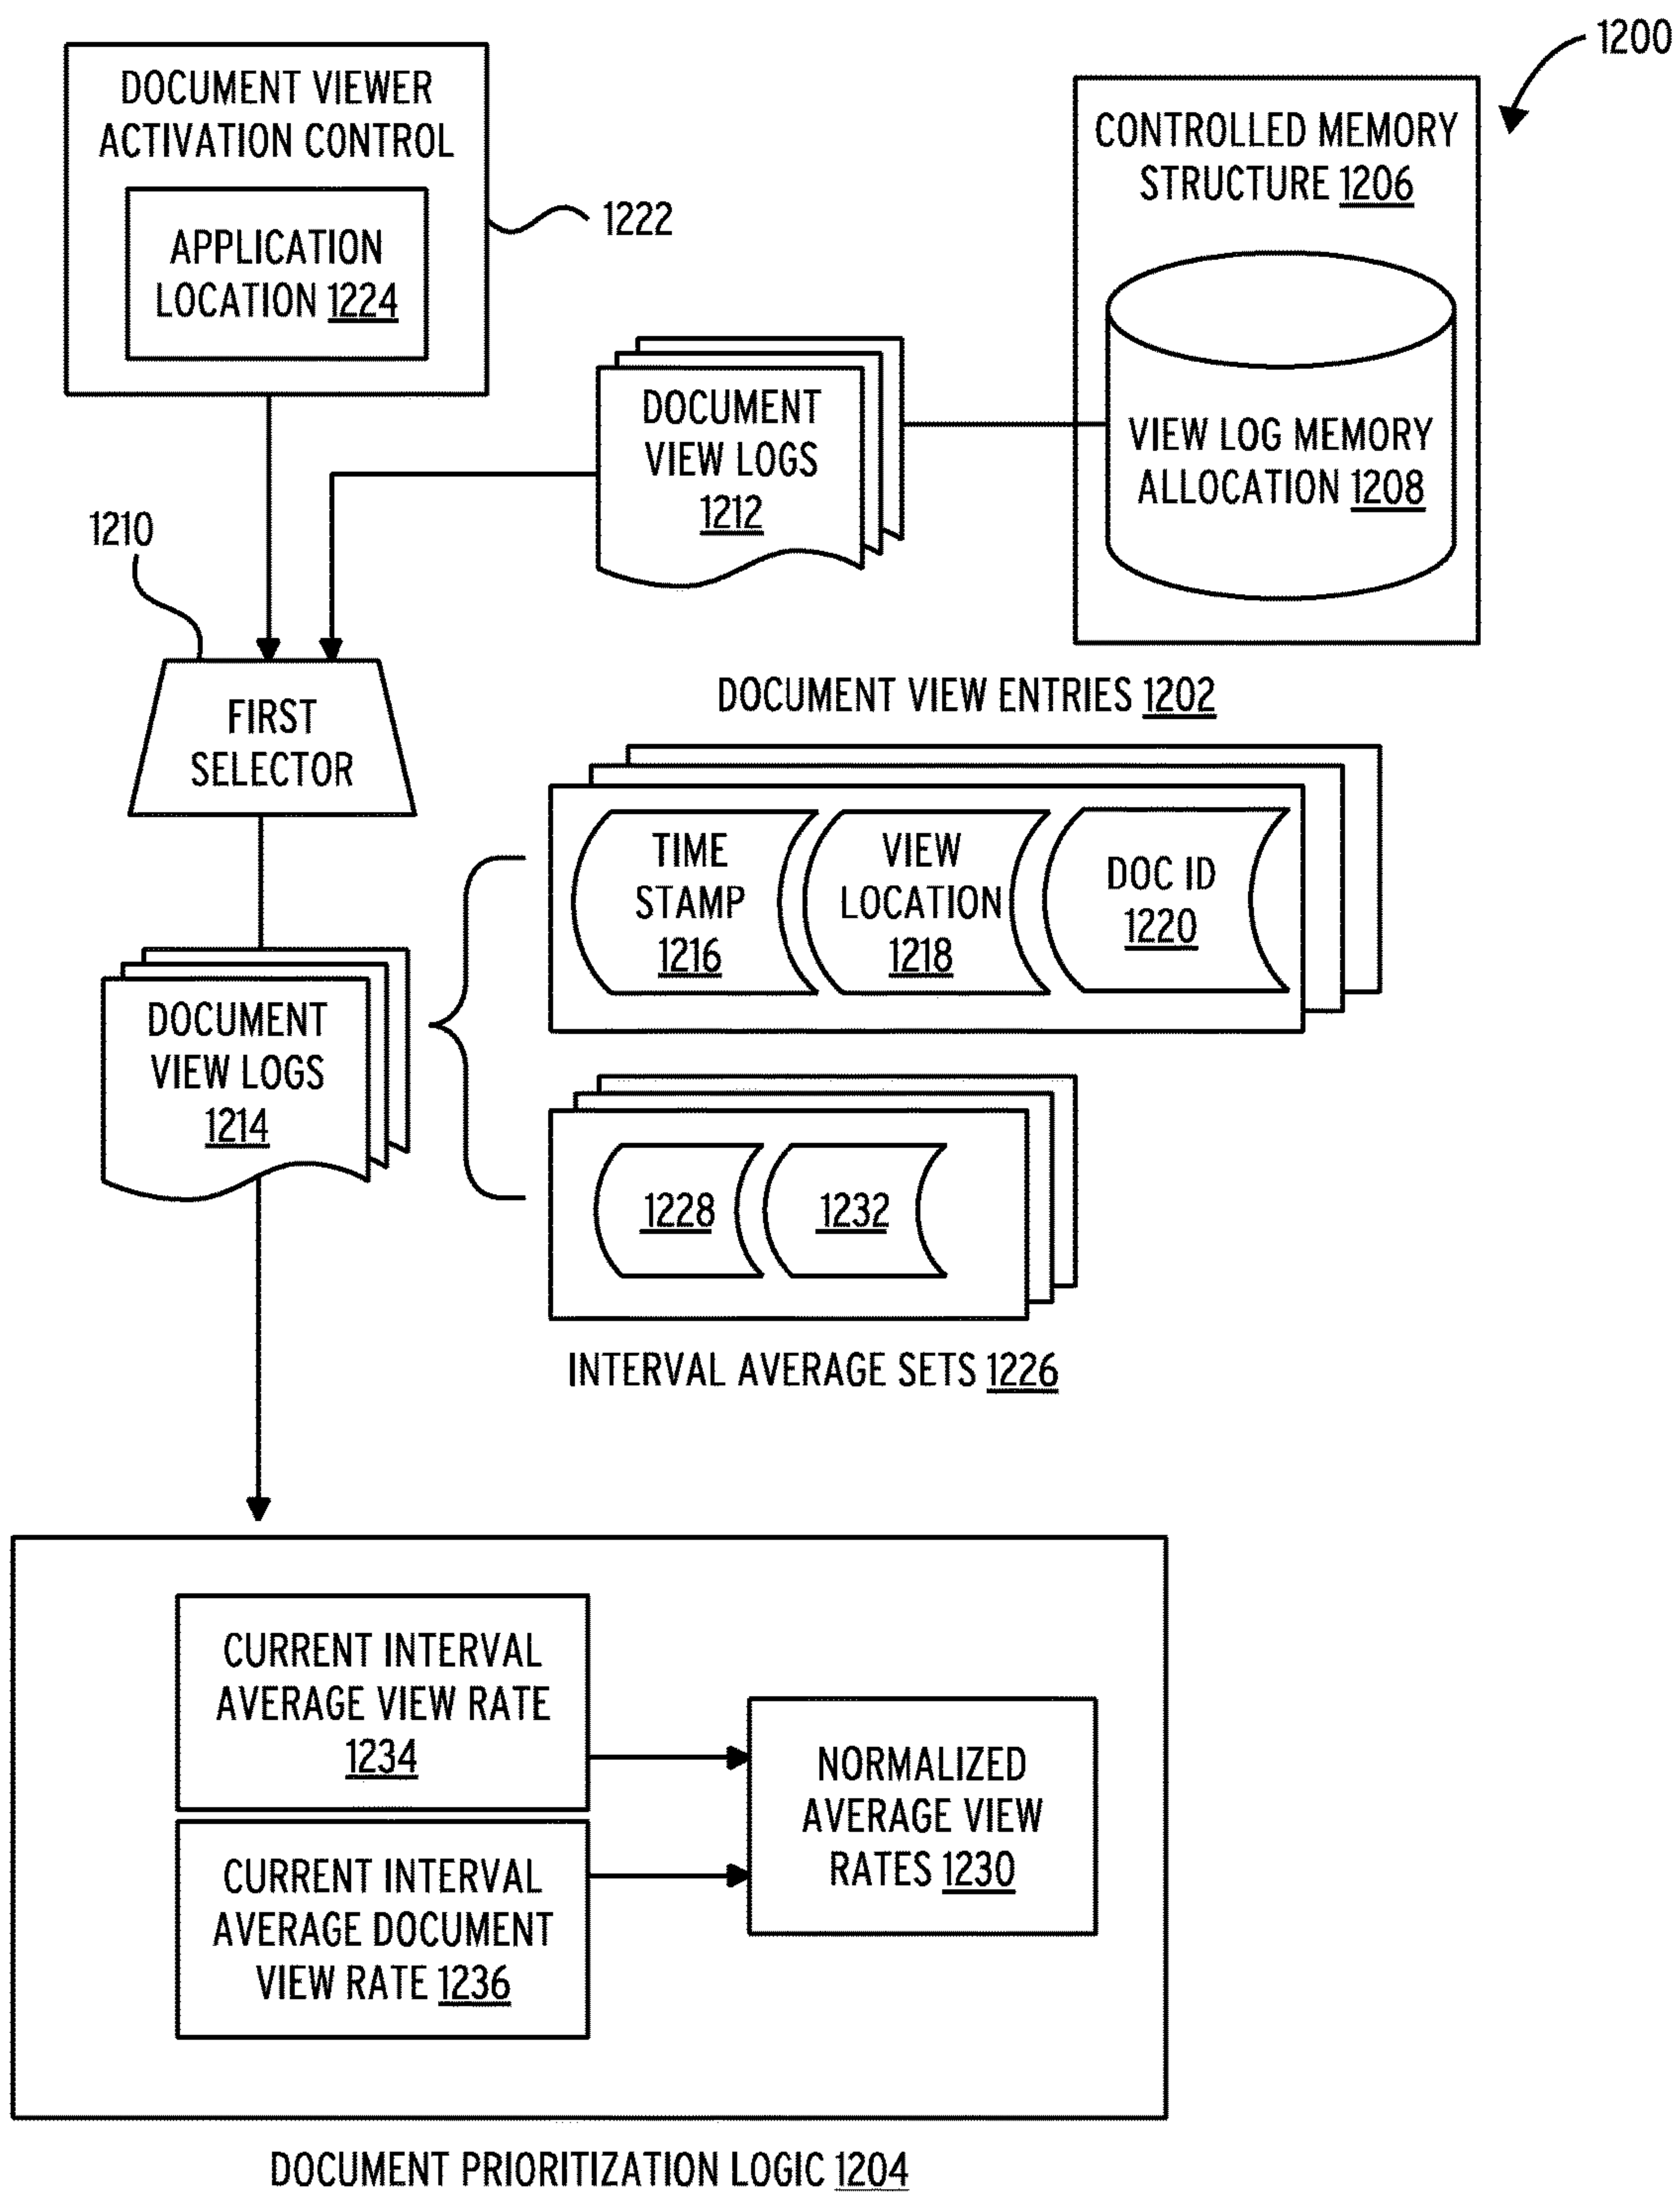 1200
DOCUMENT VIEWER
ACTIVATION CONTROL
APPLICATION
LOCATION 1224
1222
CONTROLLED MEMORY
STRUCTURE 1206
VIEW LOG MEMORY
ALLOCATION 1208
DOCUMENT
VIEW LOGS
1212
1210
FIRST
SELECTOR
DOCUMENT VIEW ENTRIES 1202
TIME
STAMP
1216
VIEW
LOCATION
1218
DOC ID
1220
DOCUMENT
VIEW LOGS
1214
1228
1232
INTERVAL AVERAGE SETS 1226
CURRENT INTERVAL
AVERAGE VIEW RATE
1234
CURRENT INTERVAL
AVERAGE DOCUMENT
VIEW RATE 1236
NORMALIZED
AVERAGE VIEW
RATES 1230
DOCUMENT PRIORITIZATION LOGIC 1204